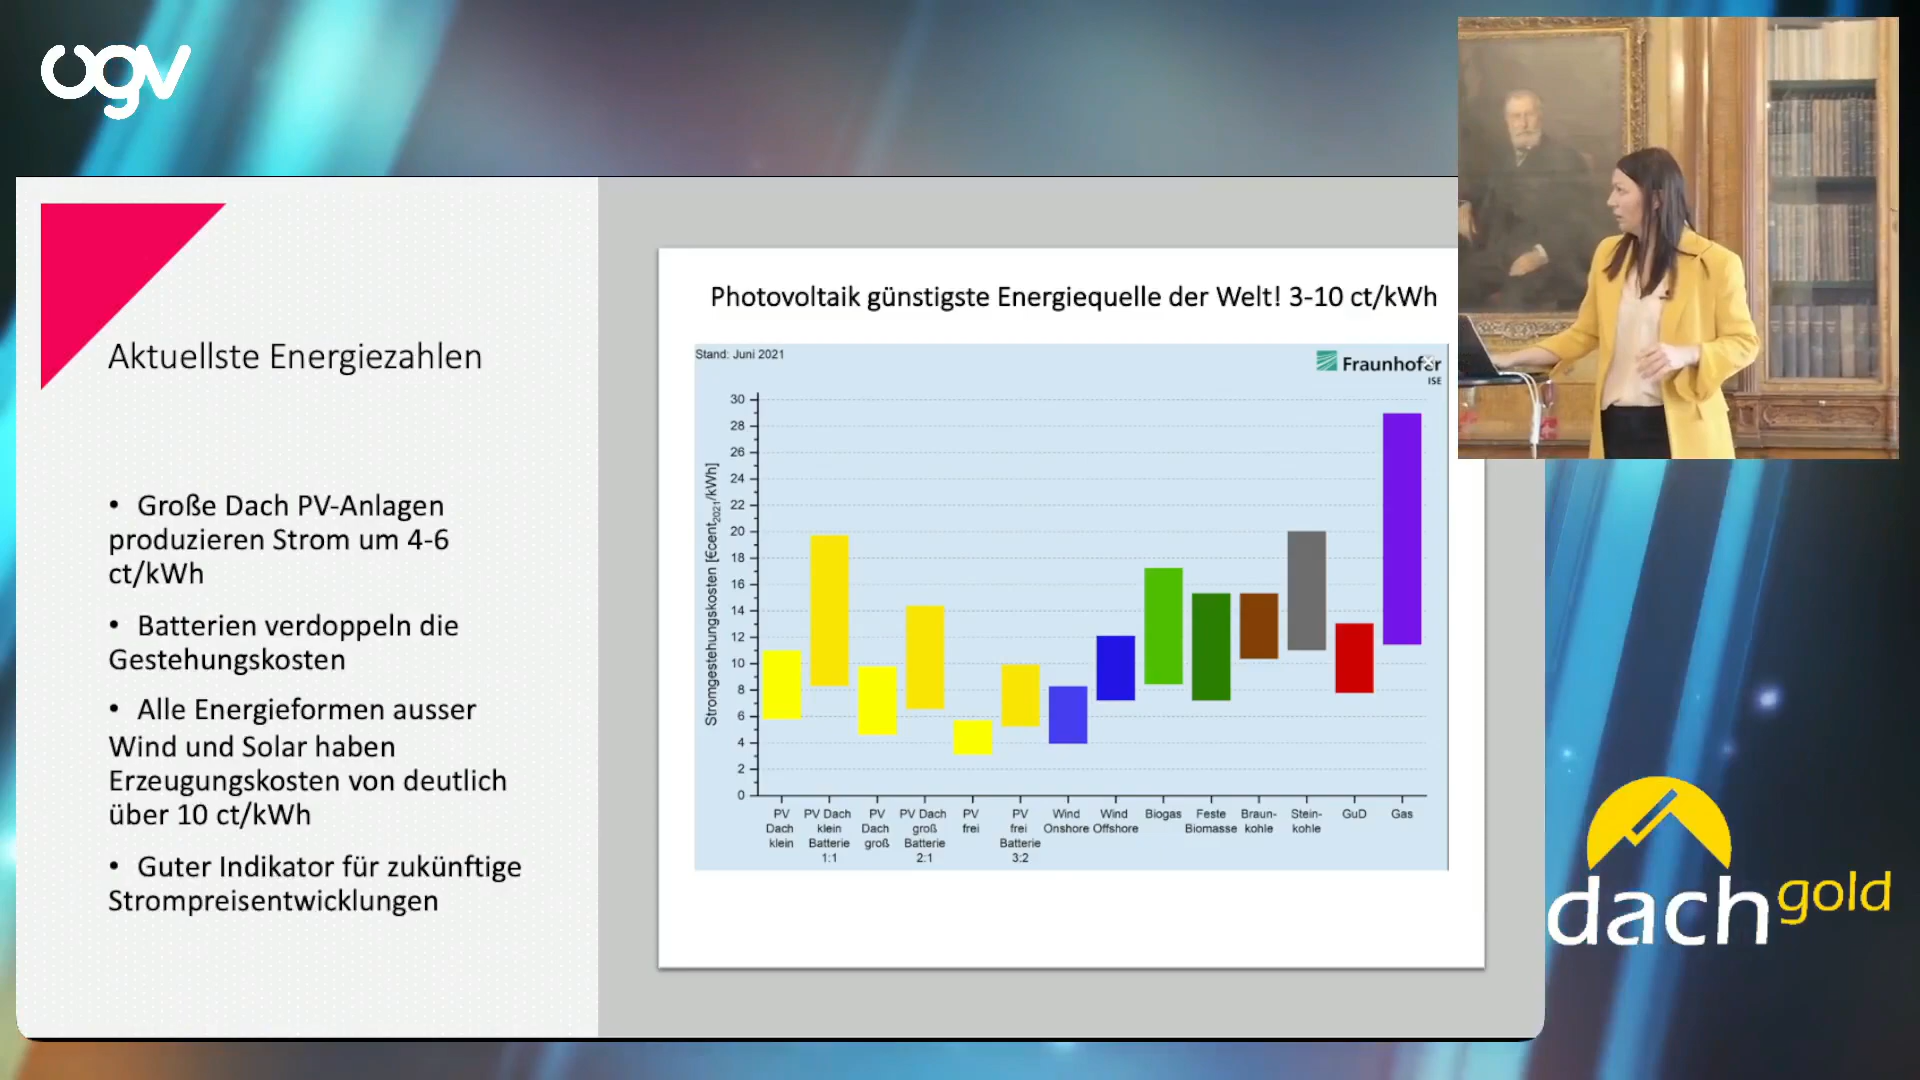 ogv
Aktuellste Energiezahlen
• Große Dach PV-Anlagen
produzieren Strom um 4-6
ct/kWh
• Batterien verdoppeln die
Gestehungskosten
• Alle Energieformen ausser
Wind und Solar haben
Erzeugungskosten von deutlich
über 10 ct/kWh
• Guter Indikator für zukünftige
Strompreisentwicklungen
Photovoltaik günstigste Energiequelle der Welt! 3-10 ct/kWh
Stand: Juni 2021
Fraunhofer
ISE
Stromgestehungskosten [€cent2021/kWh]
30
28
26
24
22
20
18
16
14
12
10
8
6
4
2
0
PV
Dach
klein
PV Dach
klein
Batterie
1:1
PV
Dach
groß
PV Dach
groß
Batterie
2:1
PV
frei
PV
frei
Batterie
3:2
Wind
Onshore
Wind
Offshore
Biogas
Feste
Biomasse
Braun-
kohle
Stein-
kohle
GuD
Gas
dachgold